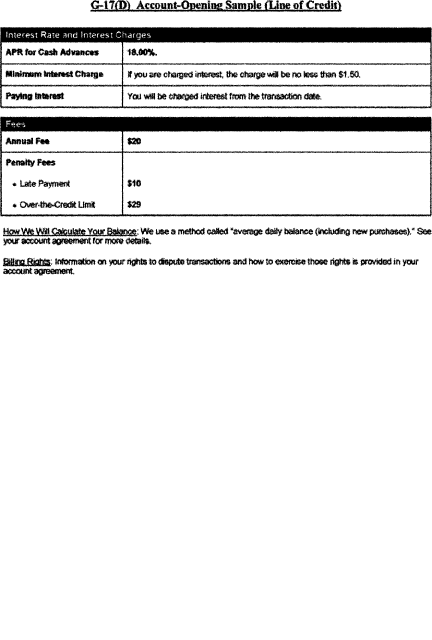 G-17(D) Account-Opening Sample (Line of Credit)
Interest Rate and Interest Charges
APR for Cash Advances 18.00%.
Minimum Interest Charge If you are charged interest, the charge will be no less than $1.50.
Paying Interest You will be charged interest from the transaction date.
Fees
Annual Fee $20
Penalty Fees
• Late Payment $10
• Over-the-Credit Limit $29
How We Will Calculate Your Balance: We use a method called "average daily balance (including new purchases)." See
your account agreement for more details.
Billing Rights: Information on your rights to dispute transactions and how to exercise those rights is provided in your
account agreement.